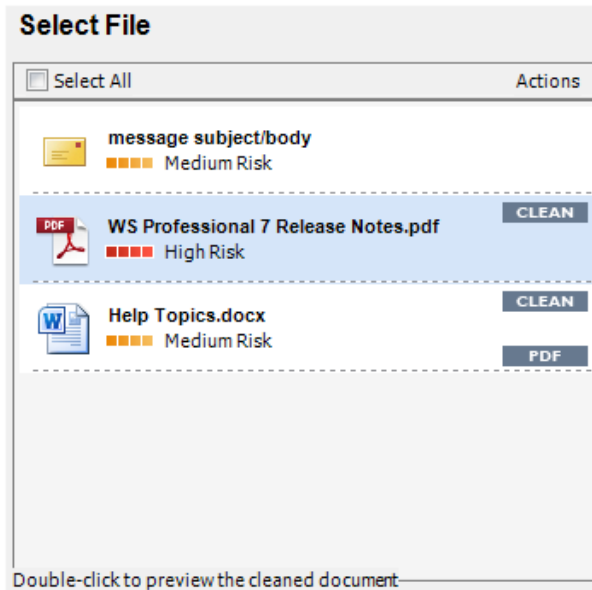 Select File
Select All Actions
message subject/body
Medium Risk
CLEAN
PDF
WS Professional 7 Release Notes.pdf
High Risk
CLEAN
W
Help Topics.docx
Medium Risk
PDF
Double-click to preview the cleaned document